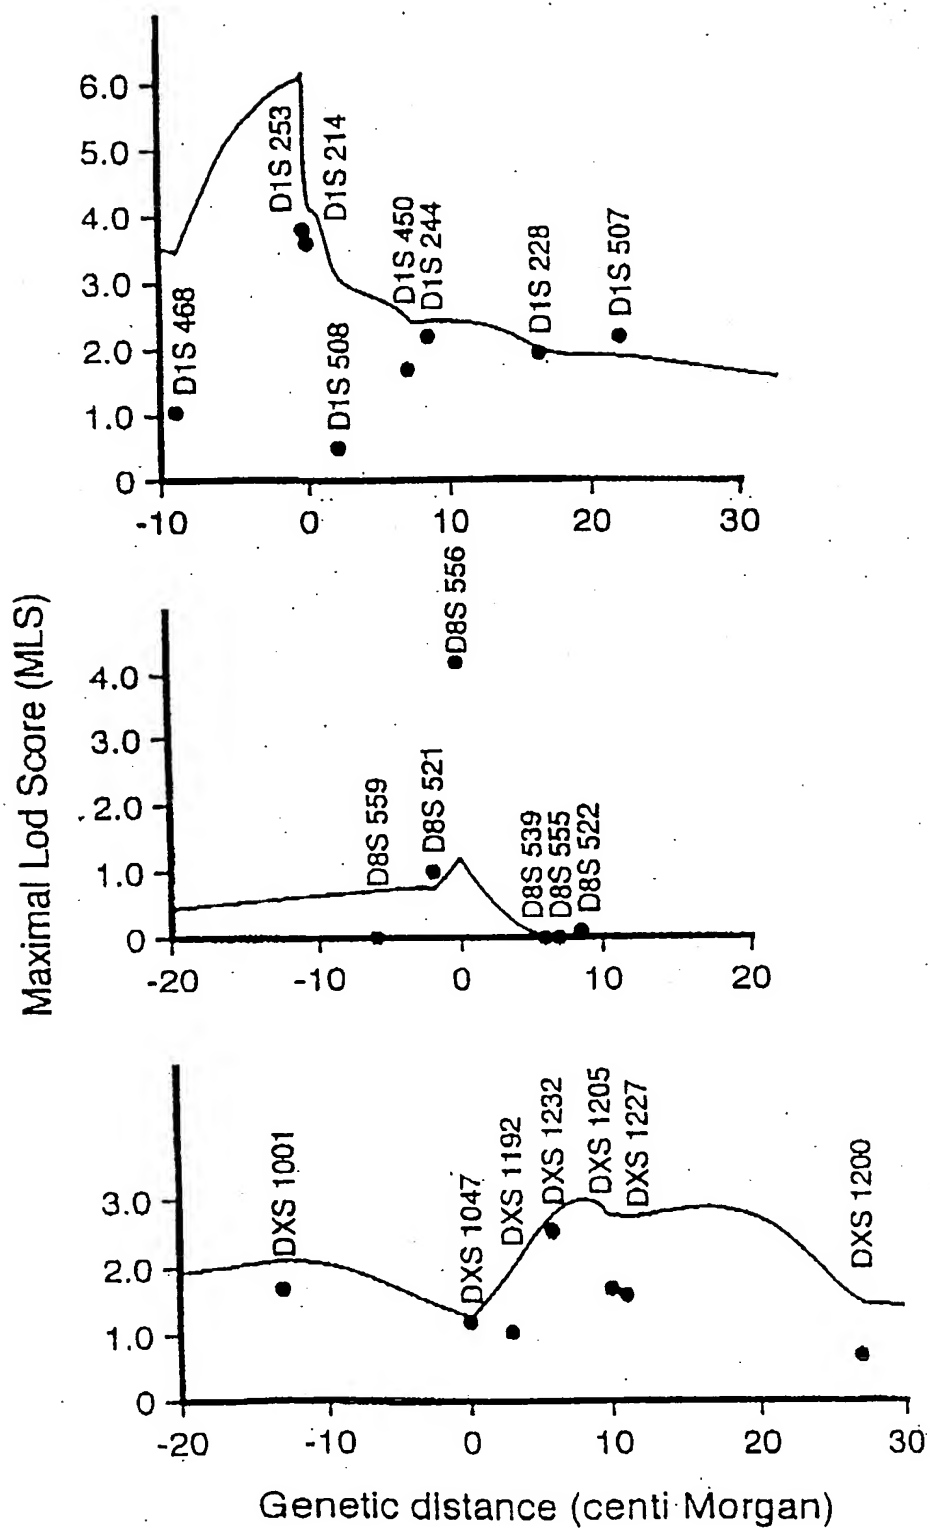 6.0
5.0
4.0
3.0
2.0
1.0
0
D1S 468
D1S 253
D1S 214
D1S 508
D1S 450
D1S 244
D1S 228
D1S 507
-10 0 10 20 30
Maximal Lod Score (MLS)
4.0
3.0
2.0
1.0
0
D8S 559
D8S 521
D8S 556
D8S 539
D8S 555
D8S 522
-20 -10 0 10 20
3.0
2.0
1.0
0
DXS 1001
DXS 1047
DXS 1192
DXS 1232
DXS 1205
DXS 1227
DXS 1200
-20 -10 0 10 20 30
Genetic distance (centi Morgan)